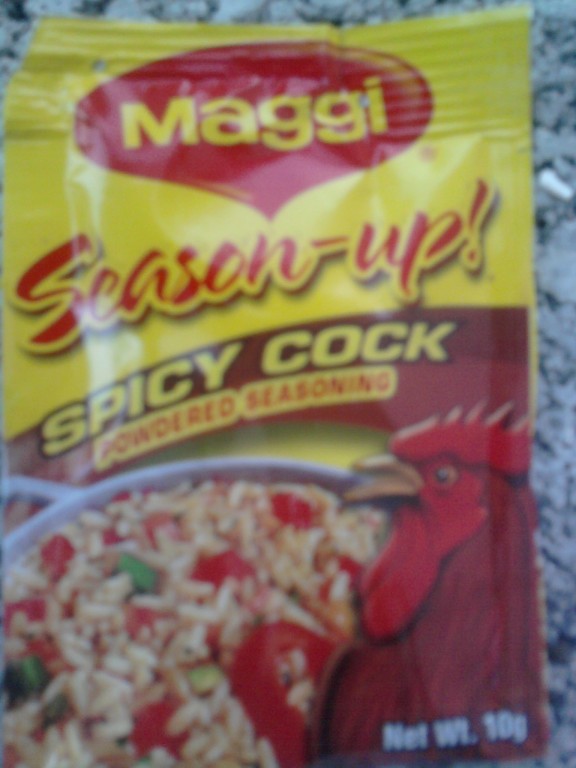 Maggi
Season-up!
SPICY COCK
POWDERED SEASONING
Net Wt. 10g